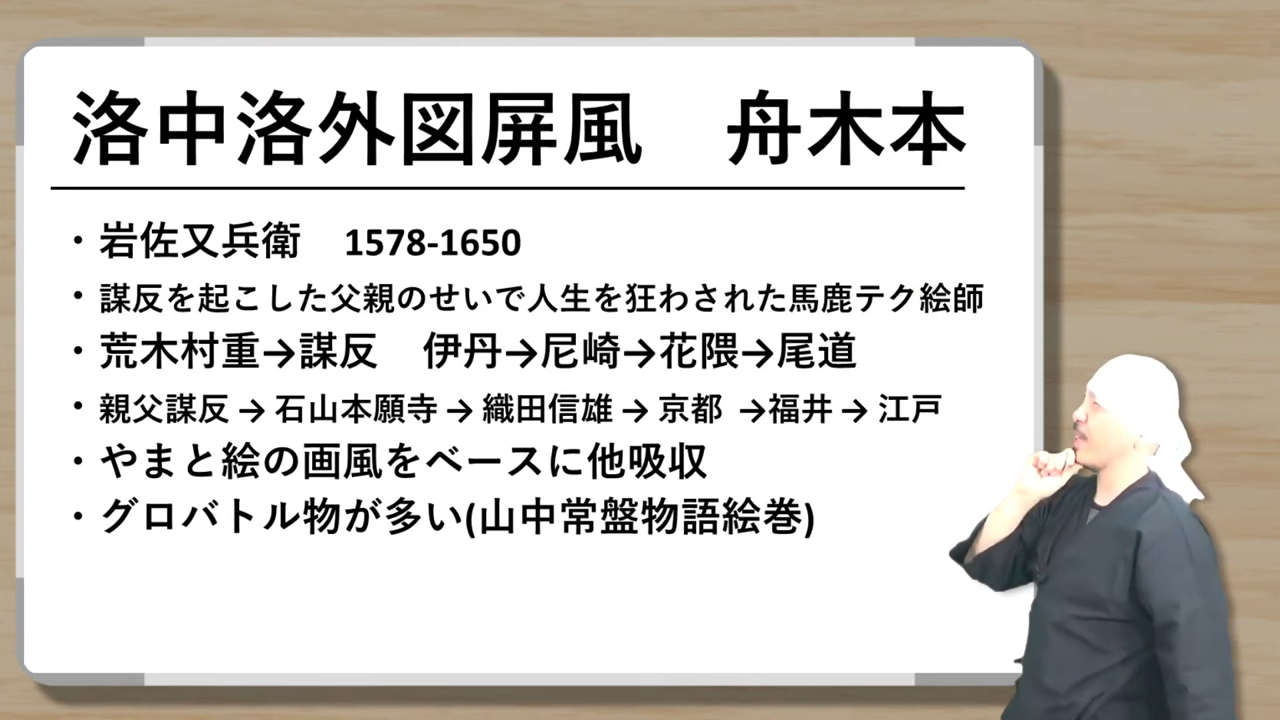 洛中洛外図屏風　舟木本
・岩佐又兵衛　1578-1650
・謀反を起こした父親のせいで人生を狂わされた馬鹿テク絵師
・荒木村重→謀反　伊丹→尼崎→花隈→尾道
・親父謀反 → 石山本願寺 → 織田信雄 → 京都 →福井 → 江戸
・やまと絵の画風をベースに他吸収
・グロバトル物が多い(山中常盤物語絵巻)